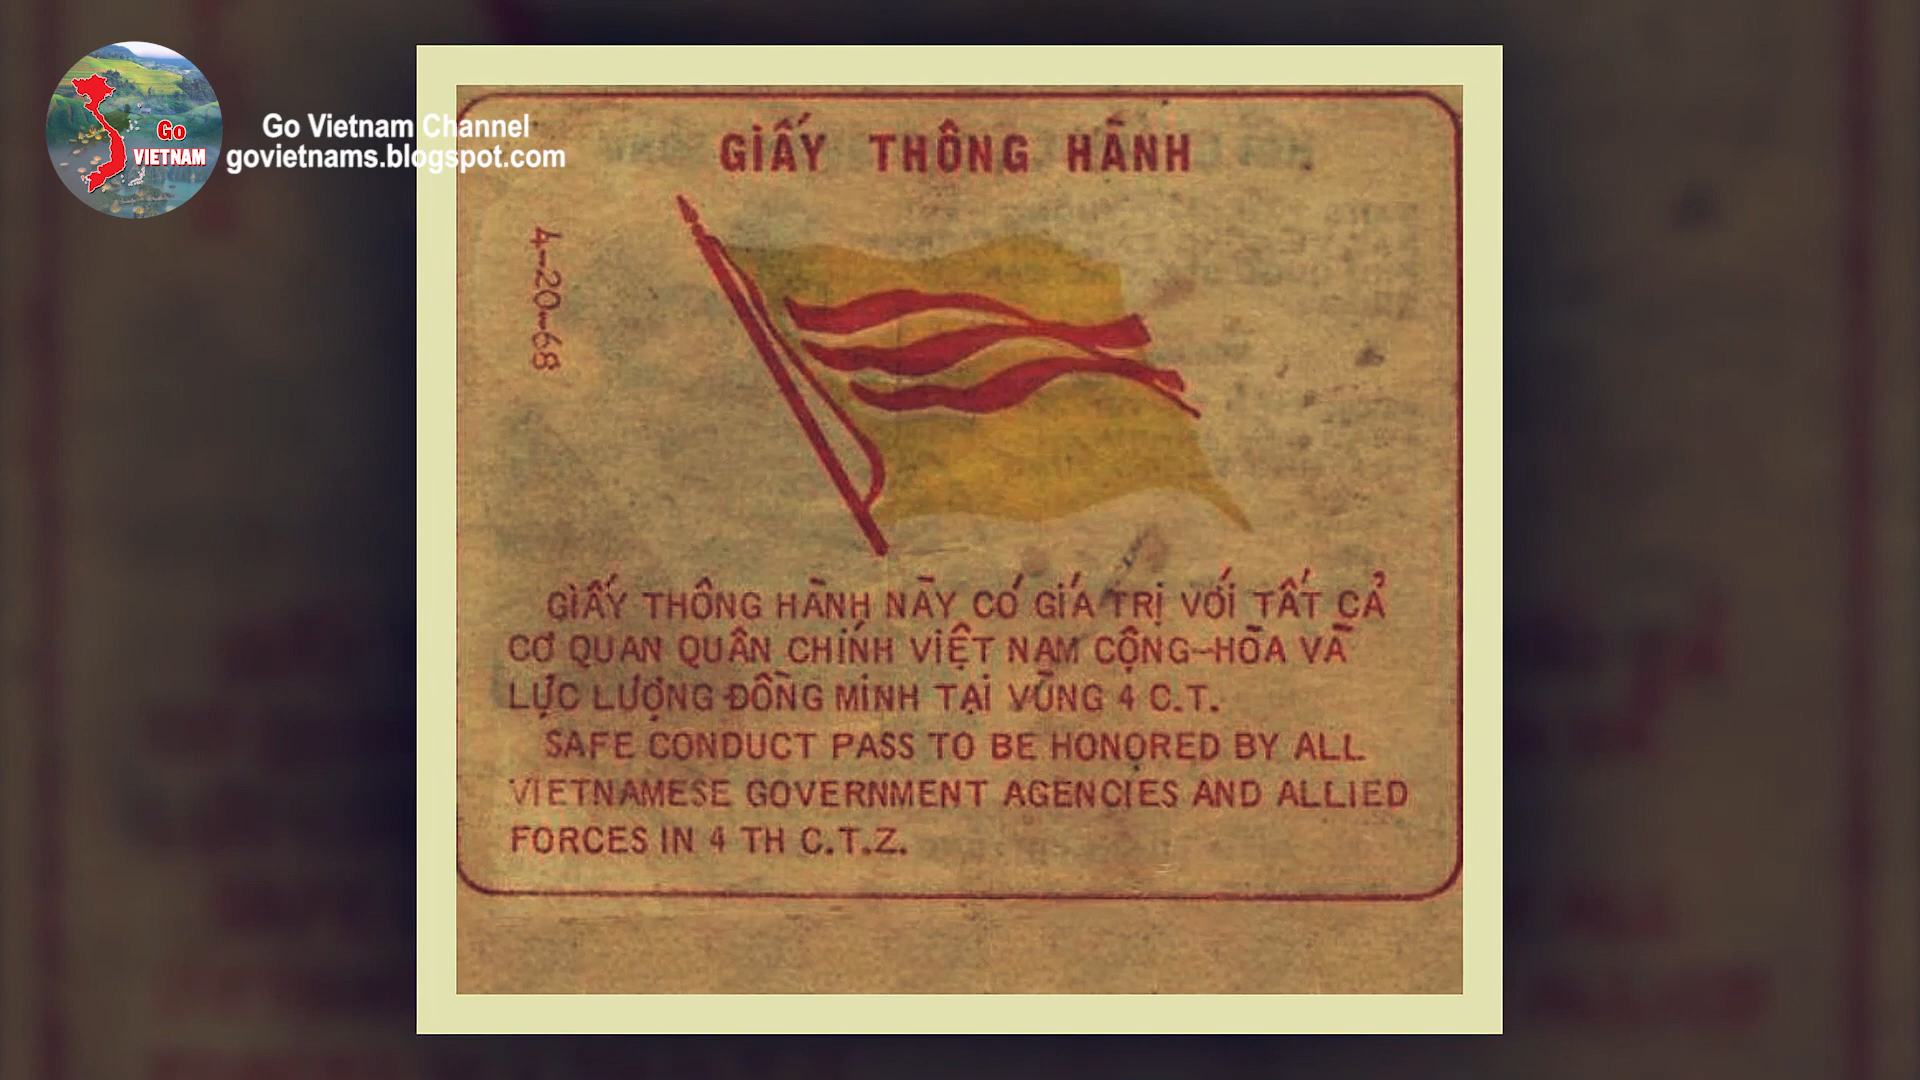 Go
VIETNAM
Go Vietnam Channel
govietnams.blogspot.com
GIẤY THÔNG HÀNH
4-20-68
GIẤY THÔNG HÀNH NÀY CÓ GIÁ TRỊ VỚI TẤT CẢ
CƠ QUAN QUÂN CHÍNH VIỆT NAM CỘNG-HÒA VÀ
LỰC LƯỢNG ĐỒNG MINH TẠI VÙNG 4 C.T.
SAFE CONDUCT PASS TO BE HONORED BY ALL
VIETNAMESE GOVERNMENT AGENCIES AND ALLIED
FORCES IN 4 TH C.T.Z.